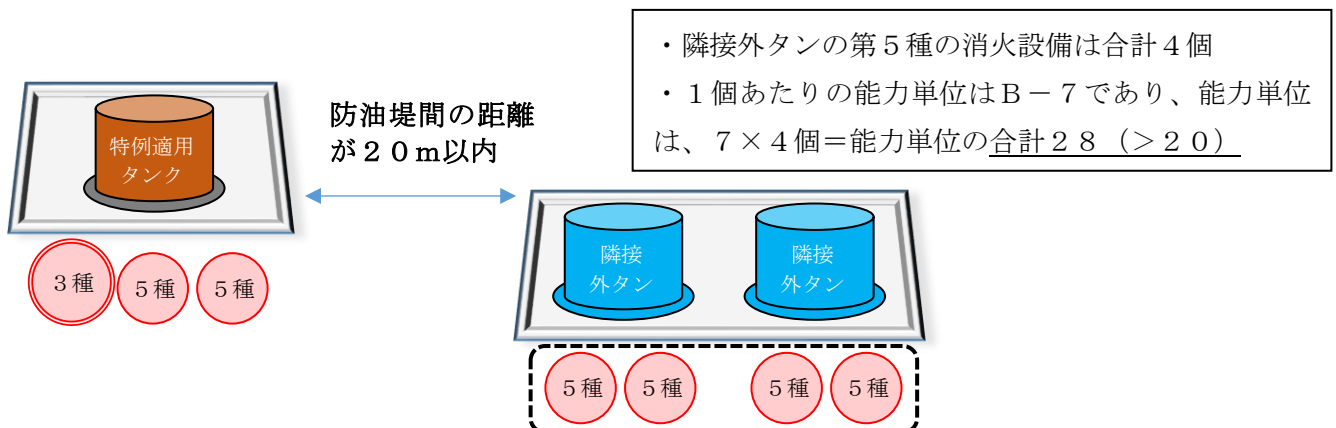 ・隣接外タンの第５種の消火設備は合計４個
・１個あたりの能力単位はＢ－７であり、能力単位
は、７×４個＝能力単位の合計２８（＞２０）
特例適用
タンク
防油堤間の距離
が２０ｍ以内
３種
５種
５種
隣接
外タン
隣接
外タン
５種
５種
５種
５種